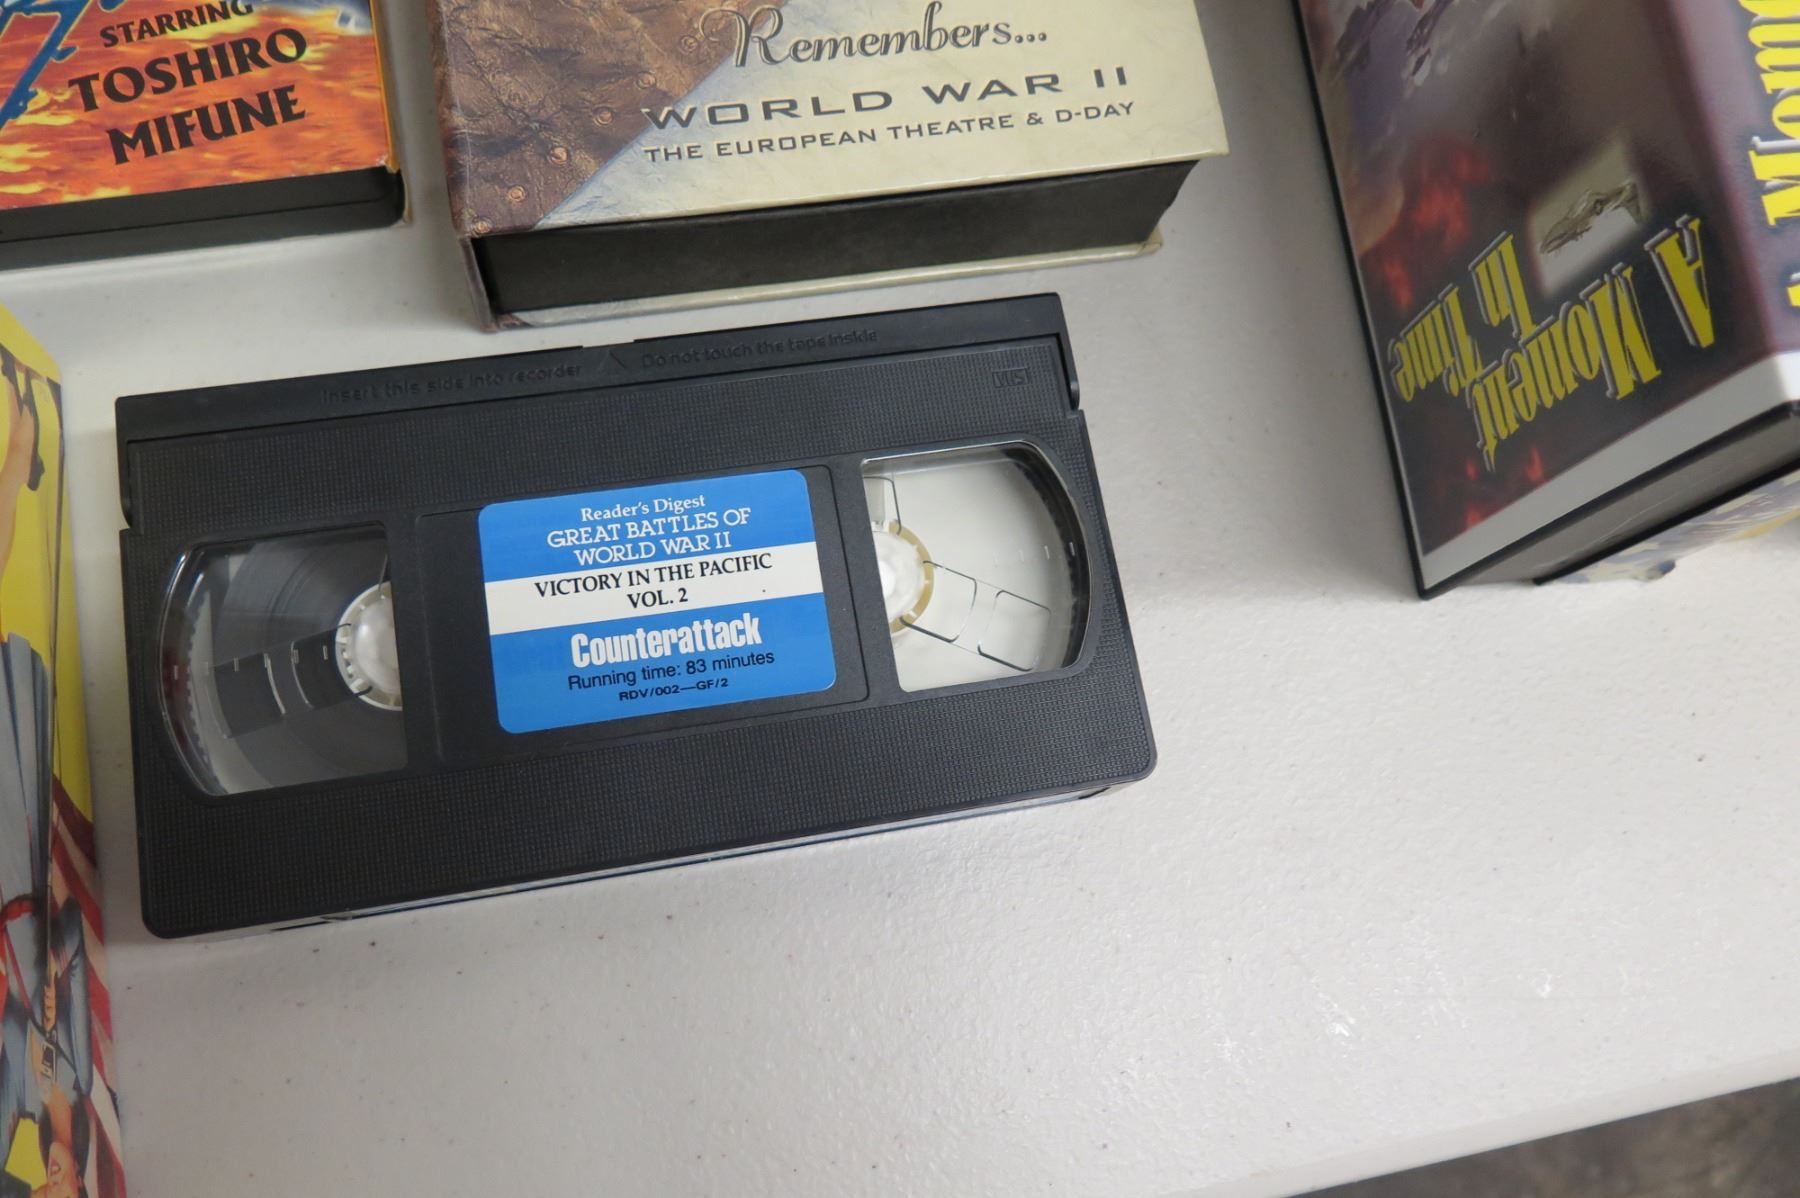 STARRING
TOSHIRO
MIFUNE
Remembers...
WORLD WAR II
THE EUROPEAN THEATRE & D-DAY
A Moment
In Time
Insert this side into recorder
Do not touch the tape inside
VHS
Reader's Digest
GREAT BATTLES OF
WORLD WAR II
VICTORY IN THE PACIFIC
VOL. 2
Counterattack
Running time: 83 minutes
RDV/002—GF/2